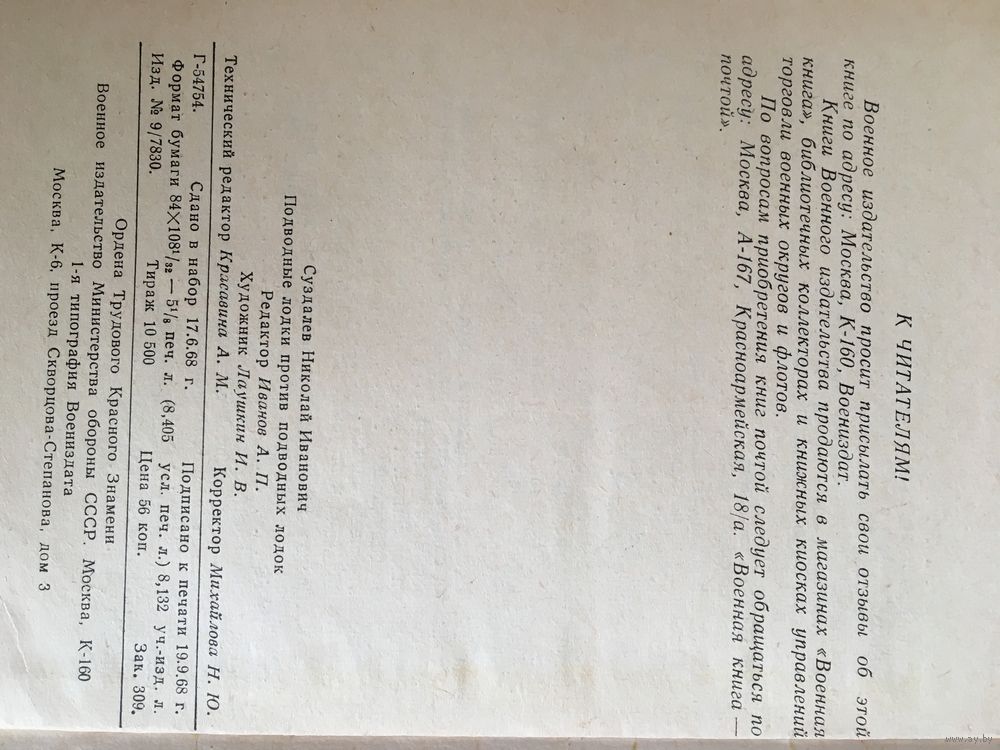 К ЧИТАТЕЛЯМ!
Военное издательство просит присылать свои отзывы об этой
книге по адресу: Москва, К-160, Воениздат.
Книги Военного издательства продаются в магазинах «Военная
книга», библиотечных коллекторах и книжных киосках управлений
торговли военных округов и флотов.
По вопросам приобретения книг почтой следует обращаться по
адресу: Москва, А-167, Красноармейская, 18/а. «Военная книга —
почтой».
Суздалев Николай Иванович
Подводные лодки против подводных лодок
Редактор Иванов А. П.
Художник Лаушкин И. В.
Технический редактор Красавина А. М. Корректор Михайлова Н. Ю.
Г-54754. Сдано в набор 17.6.68 г. Подписано к печати 19.9.68 г.
Формат бумаги 84×108¹/₃₂ — 5¹/₈ печ. л. (8,405 усл. печ. л.) 8,132 уч.-изд. л.
Изд. № 9/7830. Тираж 10 500 Цена 56 коп. Зак. 309.
Ордена Трудового Красного Знамени
Военное издательство Министерства обороны СССР. Москва, К-160
1-я типография Воениздата
Москва, К-6, проезд Скворцова-Степанова, дом 3
www.ay.by